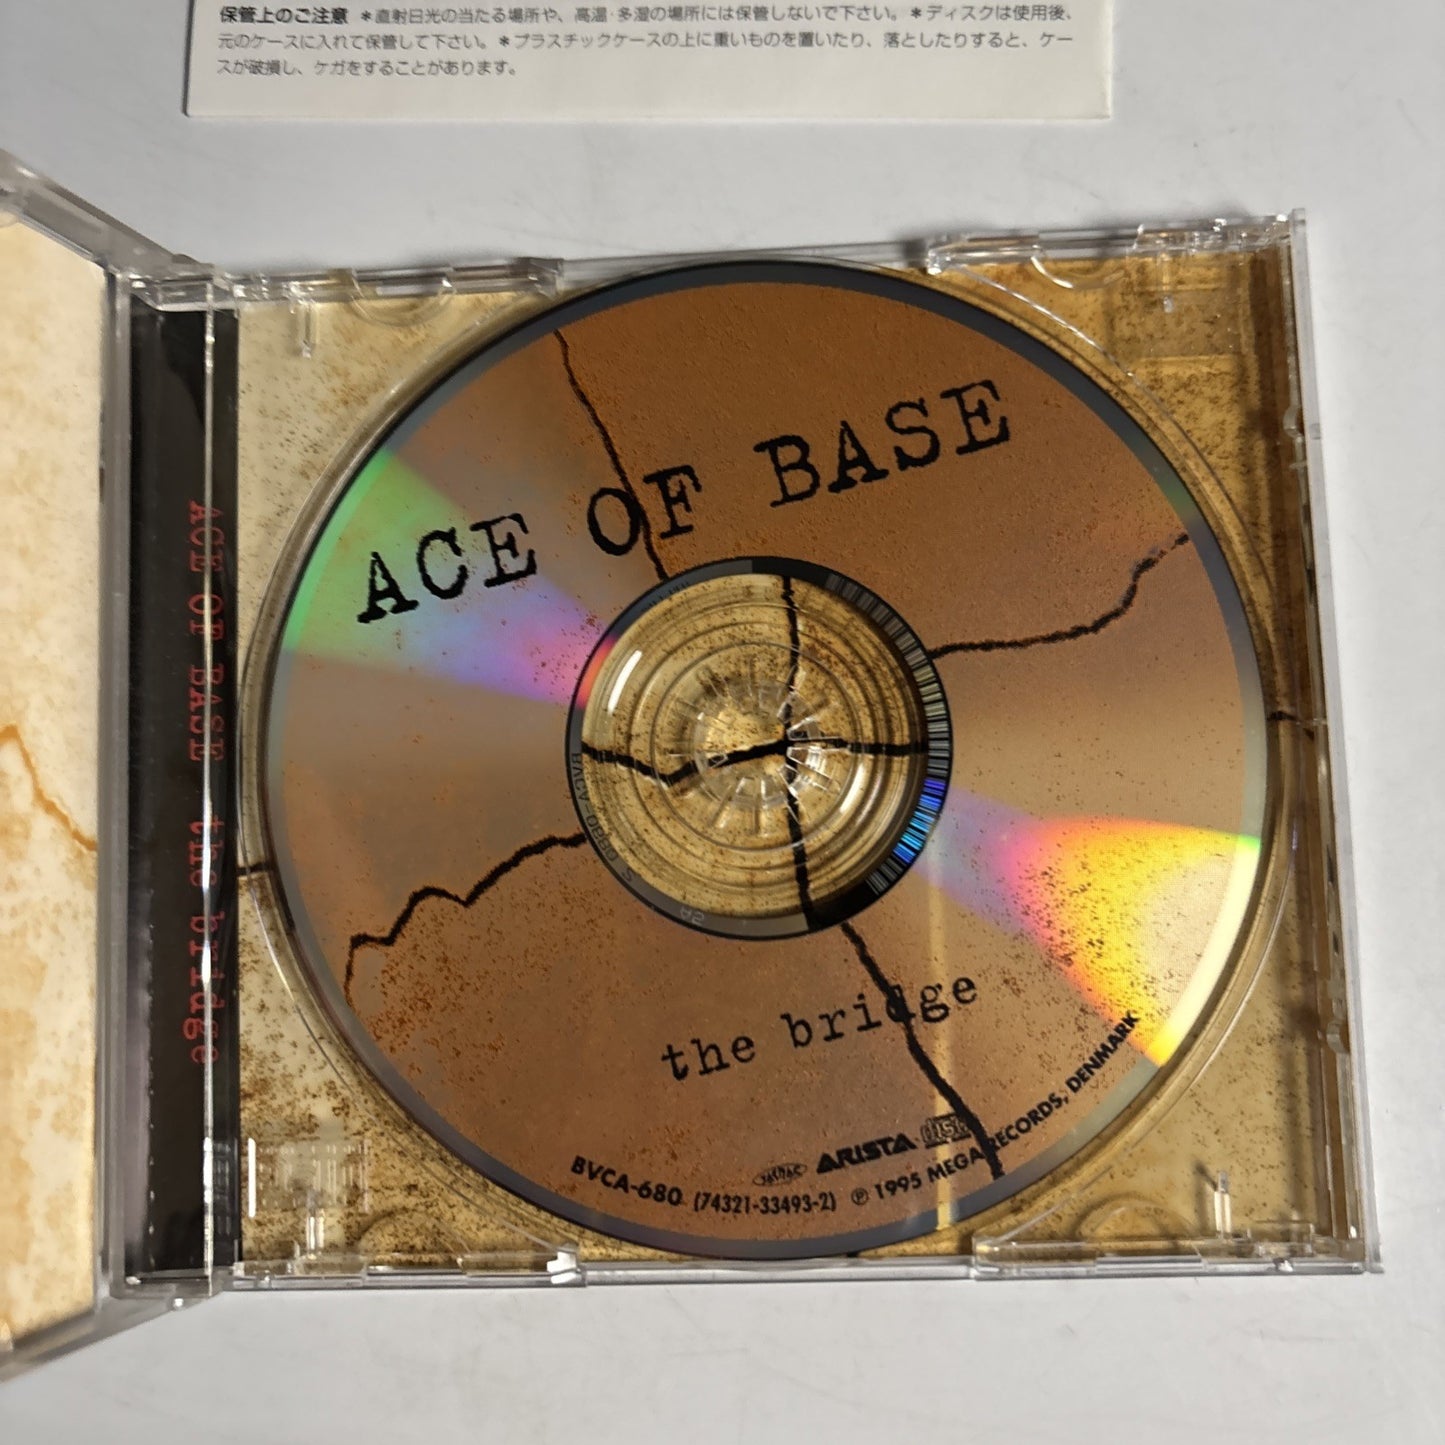 保管上のご注意 ＊直射日光の当たる場所や、高温·多湿の場所には保管しないで下さい。＊ディスクは使用後、
元のケースに入れて保管して下さい。＊プラスチックケースの上に重いものを置いたり、落としたりすると、ケー
スが破損し、ケガをすることがあります。
ACE OF BASE the bridge
ACE OF BASE
the bridge
ARISTA
BVCA-680 (74321-33493-2) ℗ 1995 MEGA RECORDS, DENMARK